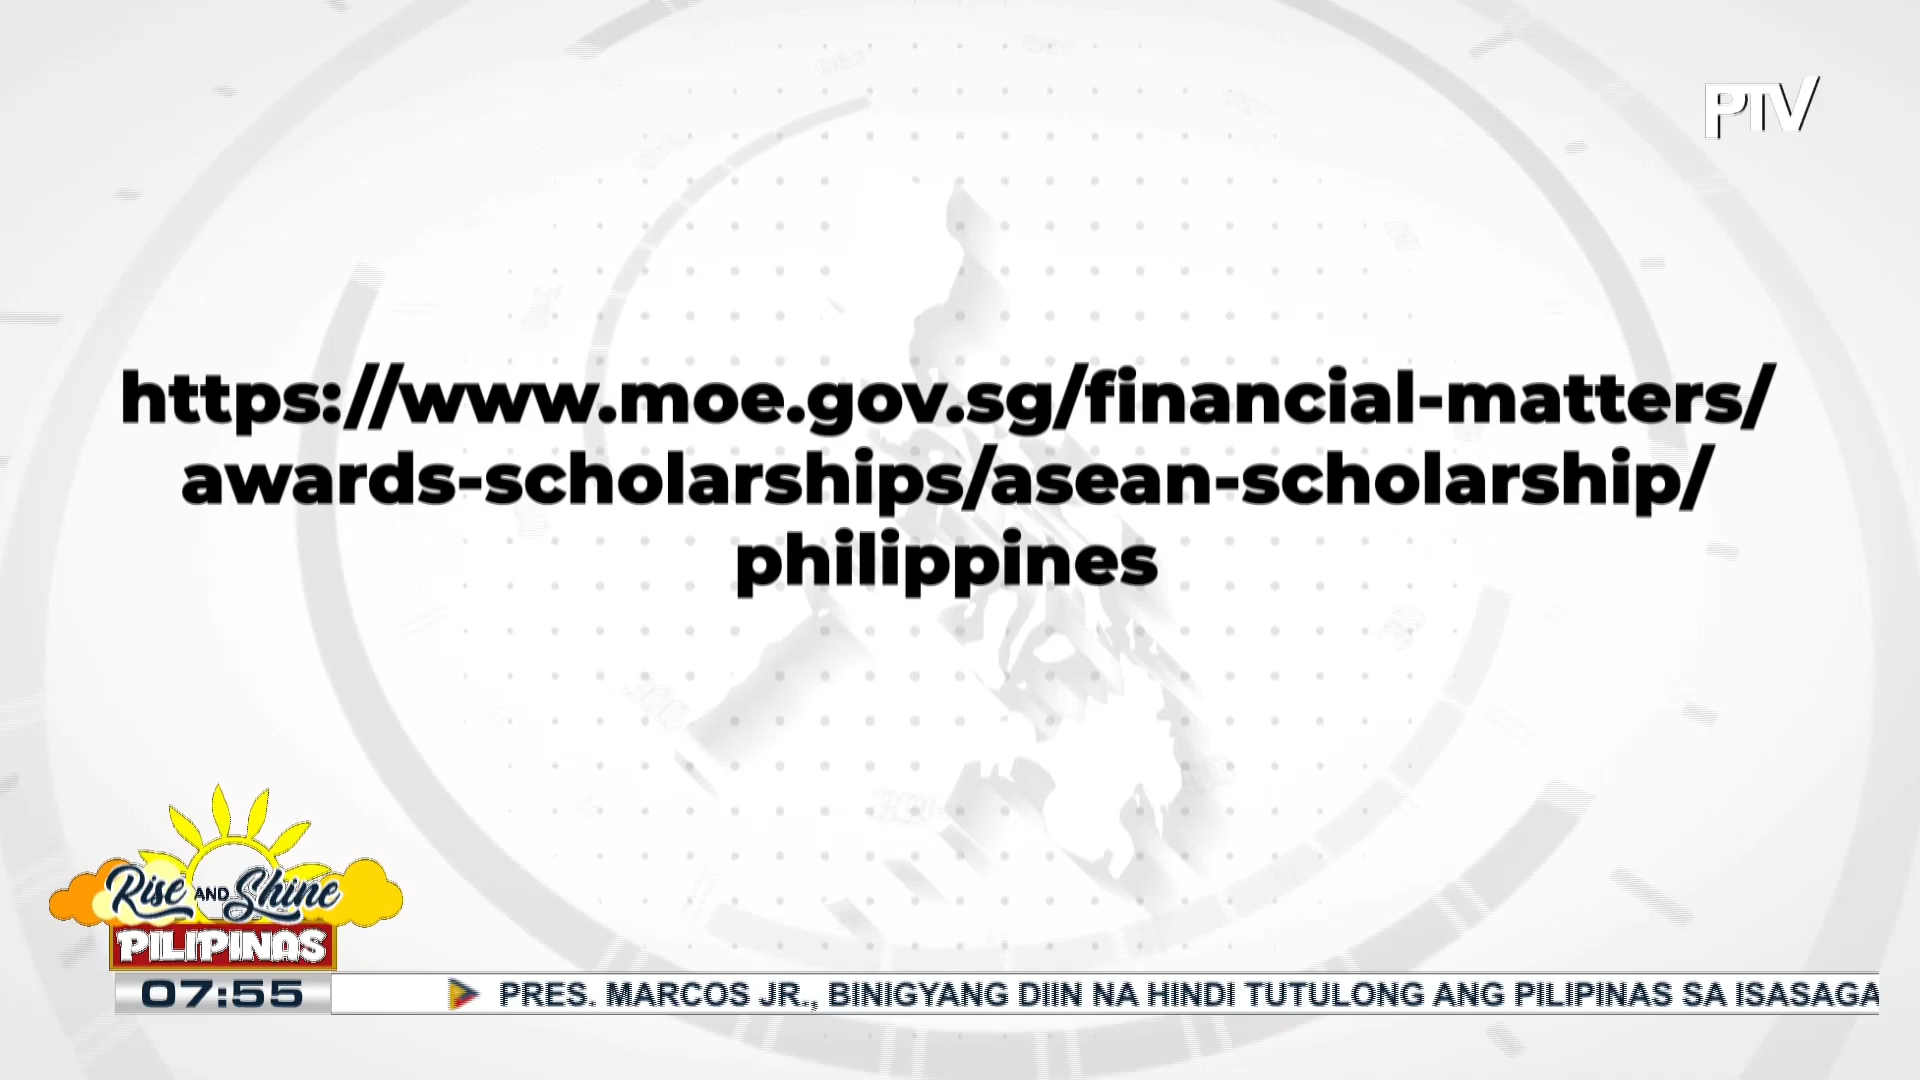 PTV
https://www.moe.gov.sg/financial-matters/
awards-scholarships/asean-scholarship/
philippines
Rise AND Shine
PILIPINAS
07:55
PRES. MARCOS JR., BINIGYANG DIIN NA HINDI TUTULONG ANG PILIPINAS SA ISASAGA